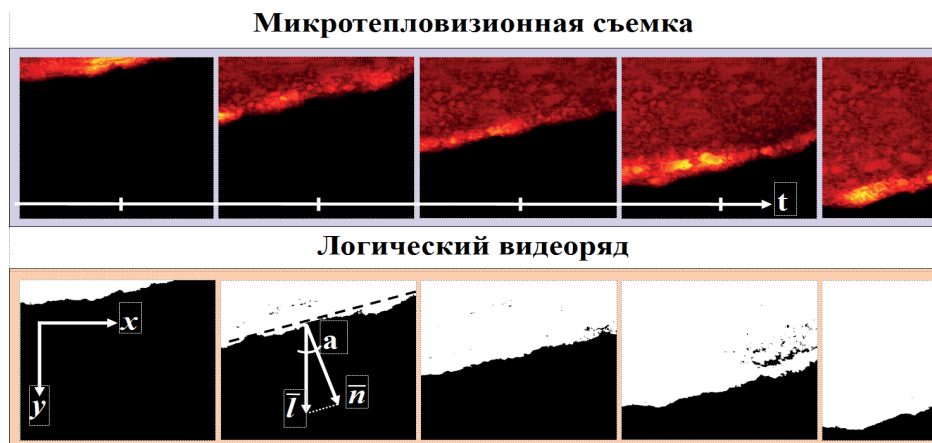 Микротепловизионная съемка
t
Логический видеоряд
x
y
a
l̅
n̅